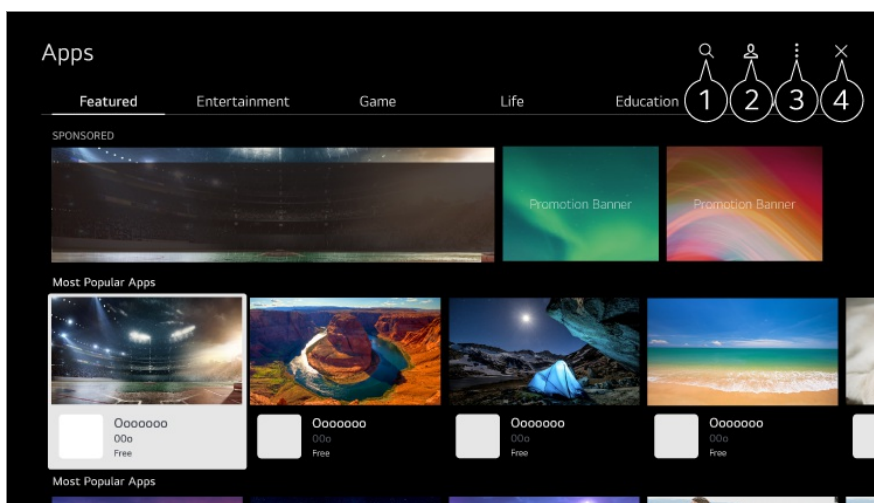 Apps
Featured Entertainment Game Life Education
1 2 3 4
SPONSORED
Promotion Banner Promotion Banner
Most Popular Apps
Ooooooo Ooooooo Ooooooo Ooooooo
00o 00o 00o 00o
Free Free Free Free
Most Popular Apps